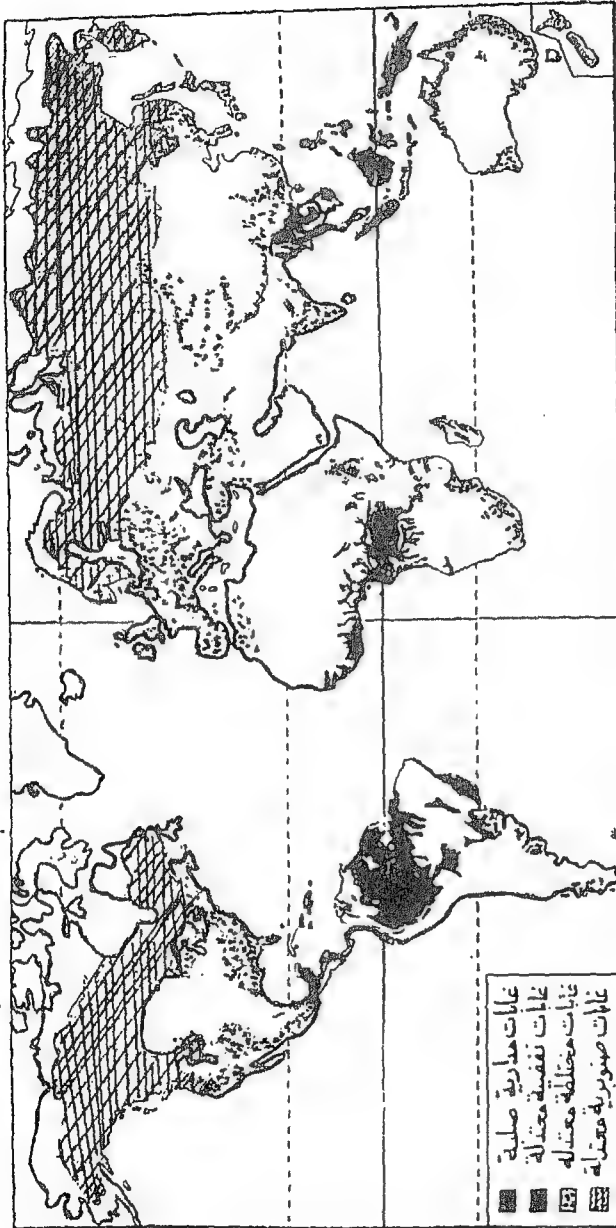 غابات مدارية صلبة
غابات نفضية معتدلة
غابات مختلطة معتدلة
غابات صنوبرية معتدلة